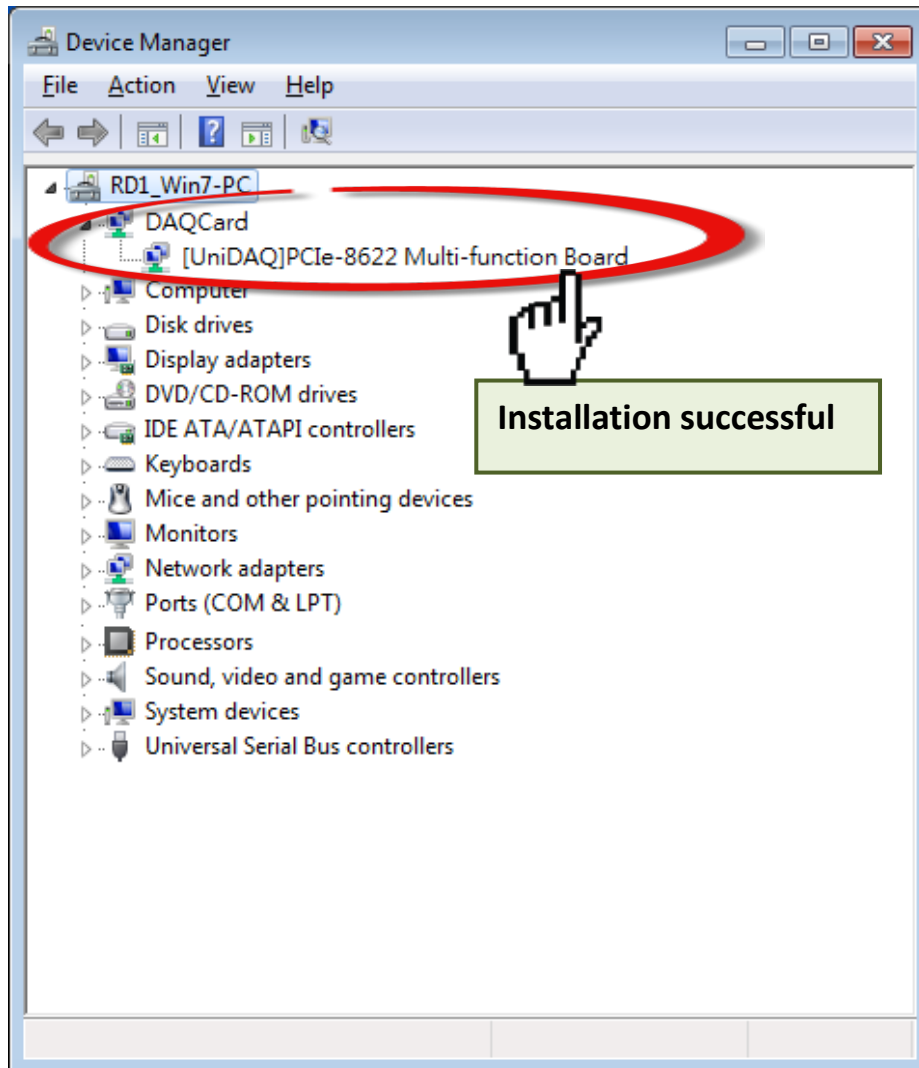 Device Manager
File Action View Help
RD1_Win7-PC
DAQCard
[UniDAQ]PCIe-8622 Multi-function Board
Computer
Disk drives
Display adapters
DVD/CD-ROM drives
IDE ATA/ATAPI controllers
Installation successful
Keyboards
Mice and other pointing devices
Monitors
Network adapters
Ports (COM & LPT)
Processors
Sound, video and game controllers
System devices
Universal Serial Bus controllers